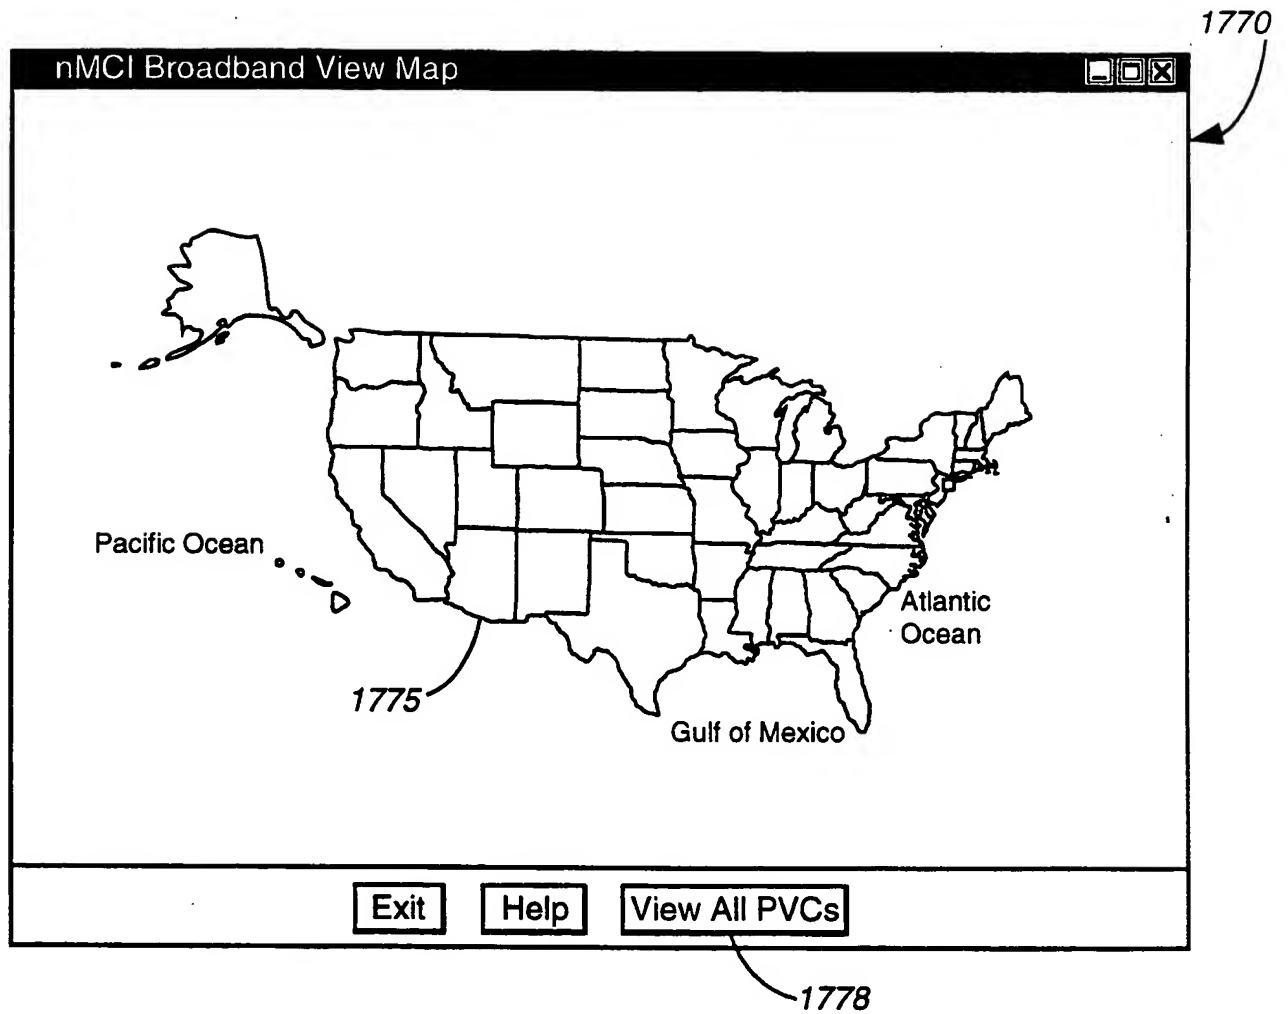 1770
nMCI Broadband View Map
Pacific Ocean
Atlantic
Ocean
1775
Gulf of Mexico
Exit
Help
View All PVCs
1778